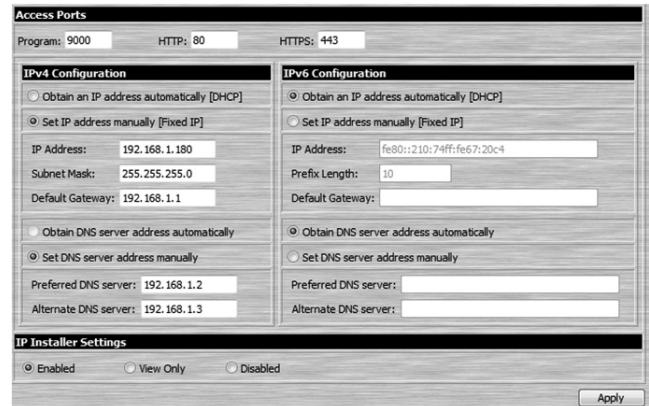 Access Ports
Program: 9000 HTTP: 80 HTTPS: 443
IPv4 Configuration
Obtain an IP address automatically [DHCP]
Set IP address manually [Fixed IP]
IP Address: 192.168.1.180
Subnet Mask: 255.255.255.0
Default Gateway: 192.168.1.1
Obtain DNS server address automatically
Set DNS server address manually
Preferred DNS server: 192.168.1.2
Alternate DNS server: 192.168.1.3
IPv6 Configuration
Obtain an IP address automatically [DHCP]
Set IP address manually [Fixed IP]
IP Address: fe80::210:74ff:fe67:20c4
Prefix Length: 10
Default Gateway:
Obtain DNS server address automatically
Set DNS server address manually
Preferred DNS server:
Alternate DNS server:
IP Installer Settings
Enabled View Only Disabled
Apply